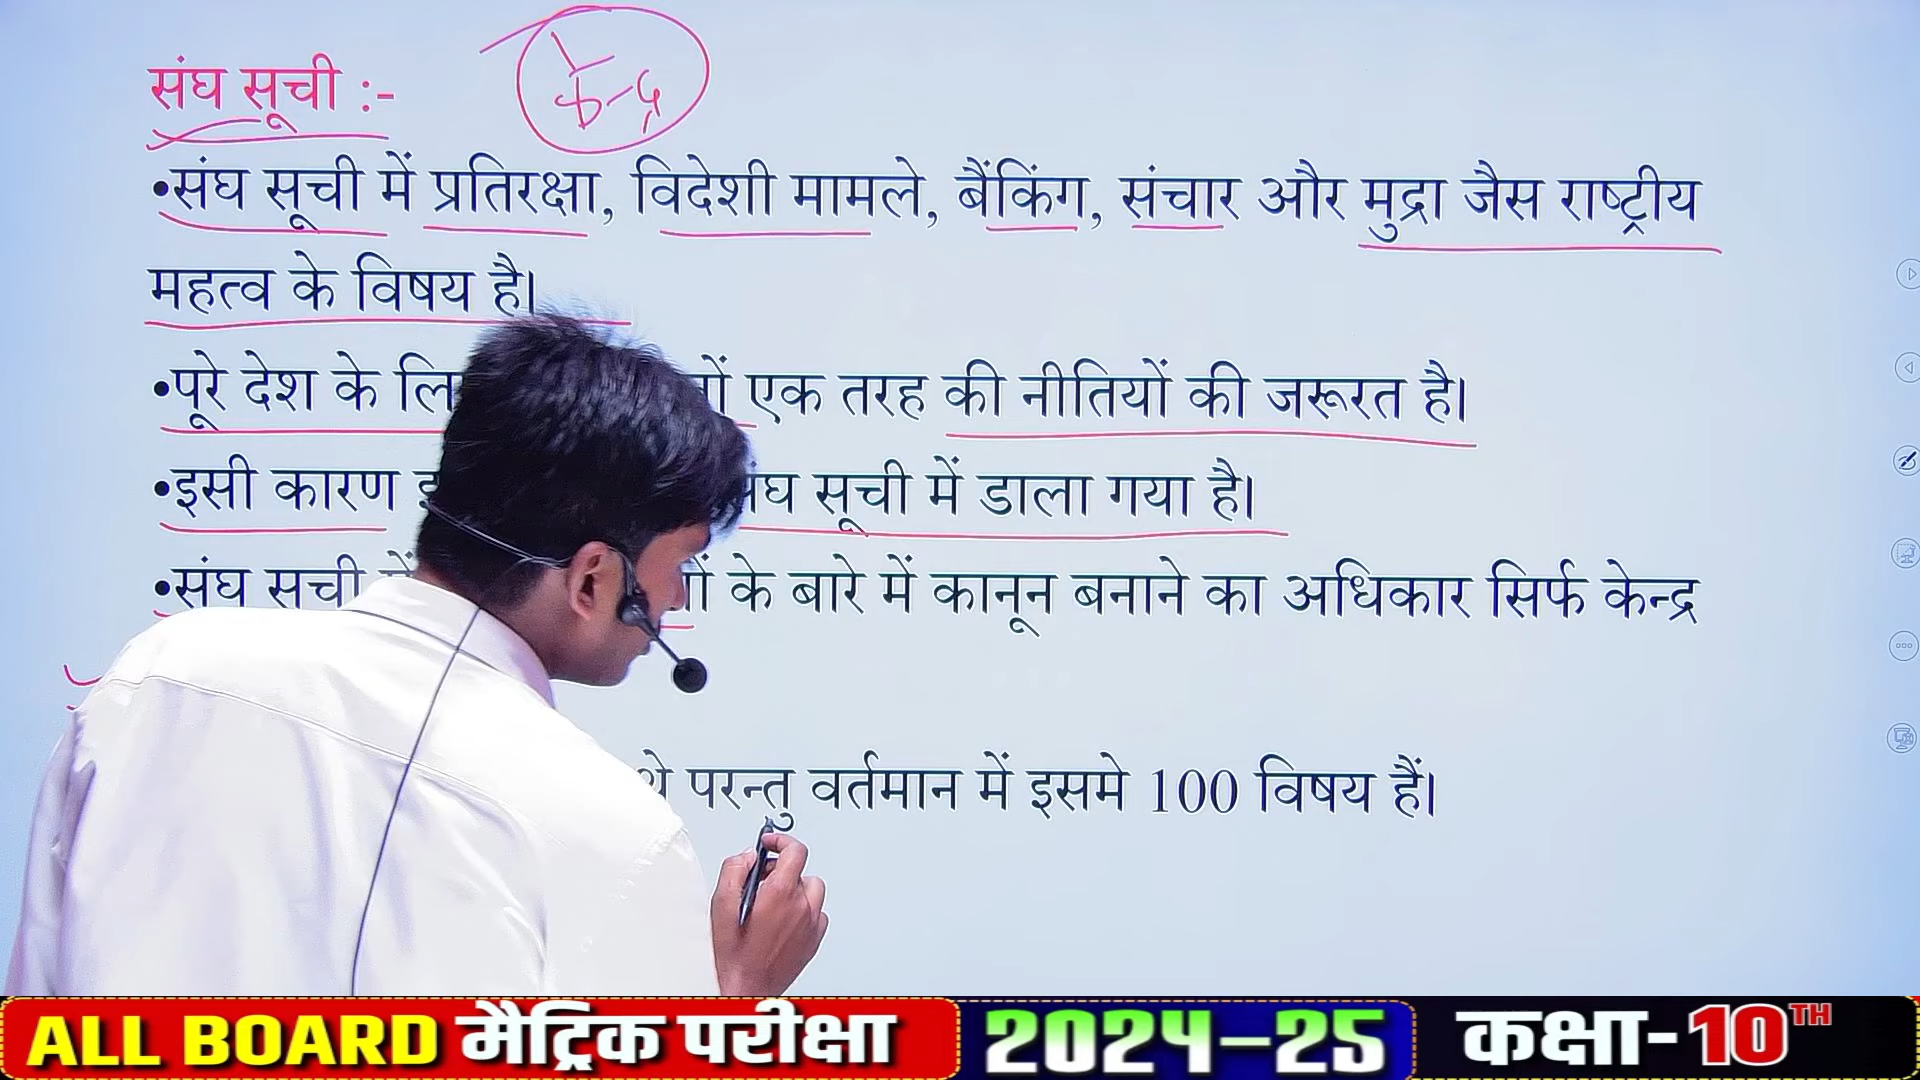 संघ सूची :-
केन्द्र
•संघ सूची में प्रतिरक्षा, विदेशी मामले, बैंकिंग, संचार और मुद्रा जैस राष्ट्रीय
महत्व के विषय है।
•पूरे देश के एक तरह की नीतियों की जरूरत है।
•इसी कारण संघ सूची में डाला गया है।
•संघ सूची में के बारे में कानून बनाने का अधिकार सिर्फ केन्द्र
थे परन्तु वर्तमान में इसमे 100 विषय हैं।
ALL BOARD मैट्रिक परीक्षा 2024-25 कक्षा-10TH